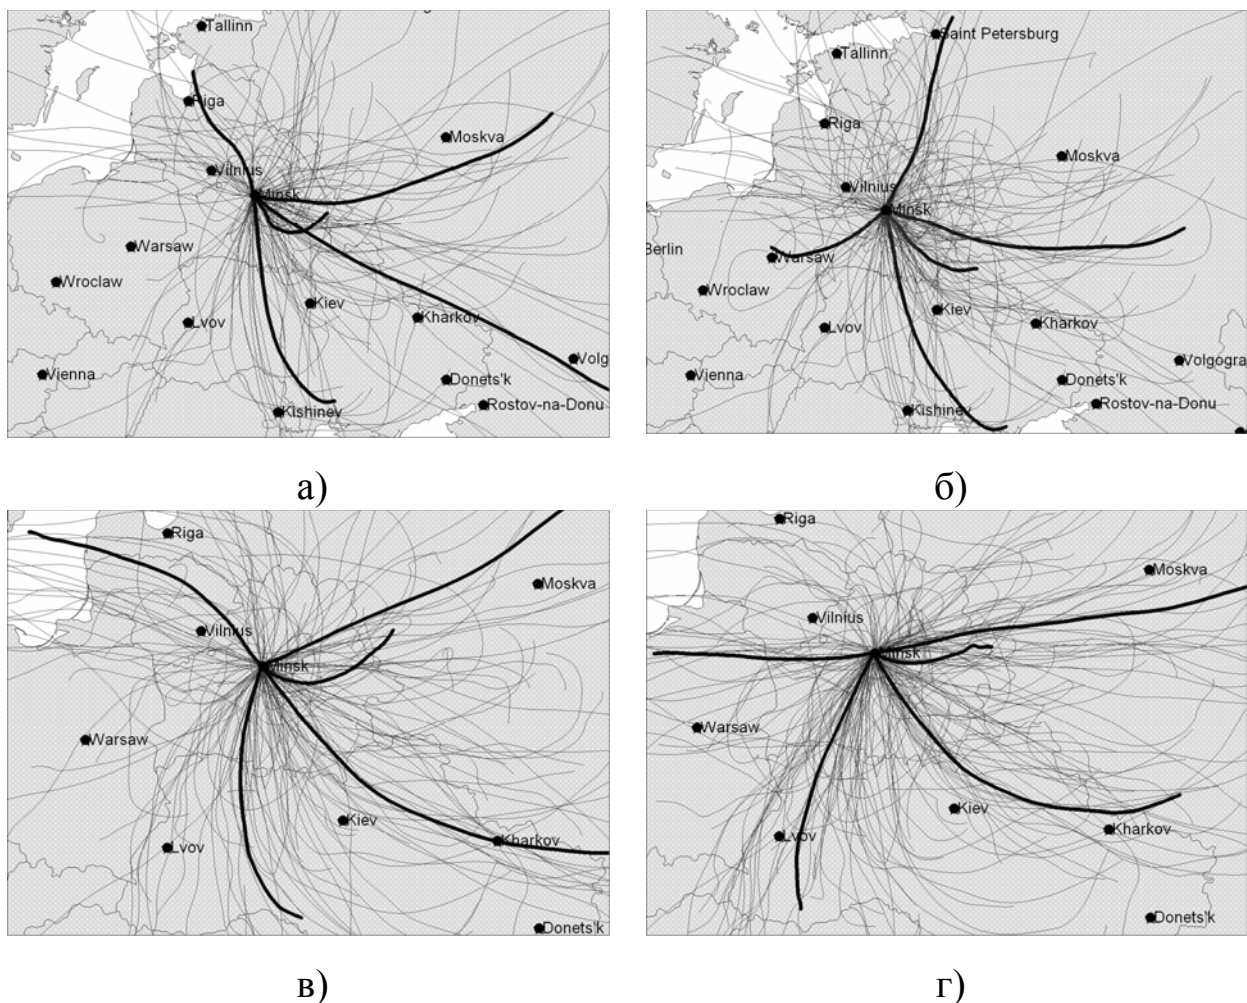 Tallinn
Riga
Moskva
Vilnius
Minsk
Warsaw
Wroclaw
Kiev
Lvov
Kharkov
Volg
Vienna
Donets'k
Rostov-na-Donu
Kishinev
а)
Saint Petersburg
Tallinn
Riga
Moskva
Vilnius
Minsk
Berlin
Warsaw
Wroclaw
Kiev
Lvov
Kharkov
Volgogra
Vienna
Donets'k
Rostov-na-Donu
Kishinev
б)
Riga
Moskva
Vilnius
Minsk
Warsaw
Kiev
Kharkov
Lvov
Donets'k
в)
Riga
Moskva
Vilnius
Minsk
Warsaw
Kiev
Kharkov
Lvov
Donets'k
г)